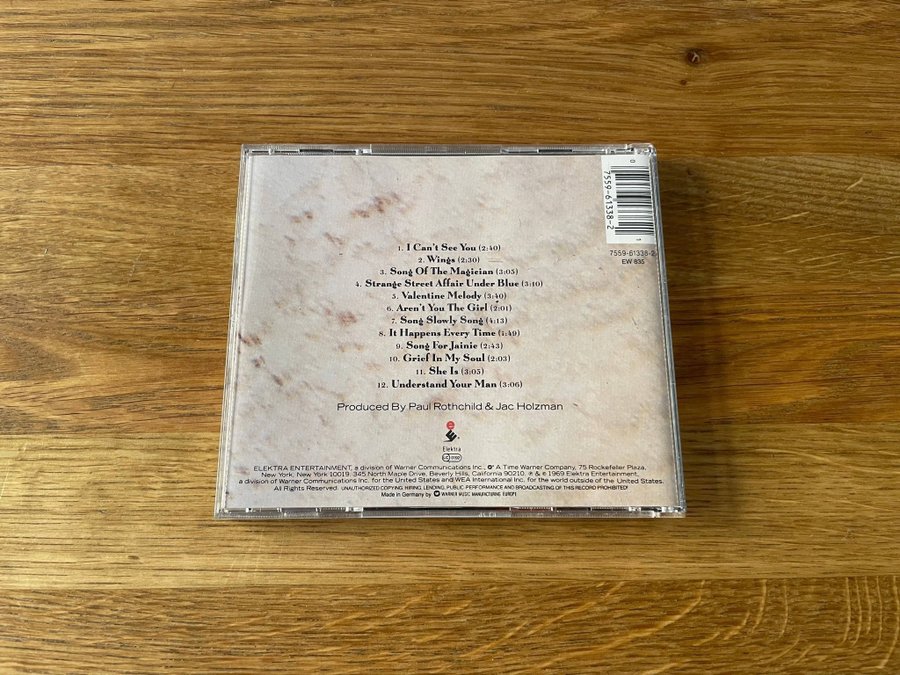 0
7559-61338-2
1
7559-61338-2
EW 835
1. I Can't See You (2:40)
2. Wings (2:30)
3. Song Of The Magician (3:05)
4. Strange Street Affair Under Blue (3:10)
5. Valentine Melody (3:40)
6. Aren't You The Girl (2:01)
7. Song Slowly Song (4:13)
8. It Happens Every Time (1:49)
9. Song For Jainie (2:43)
10. Grief In My Soul (2:03)
11. She Is (3:05)
12. Understand Your Man (3:06)
Produced By Paul Rothchild & Jac Holzman
Elektra
ELEKTRA ENTERTAINMENT, a division of Warner Communications Inc., A Time Warner Company, 75 Rockefeller Plaza,
New York, New York 10019. 345 North Maple Drive, Beverly Hills, California 90210. ℗ & © 1969 Elektra Entertainment,
a division of Warner Communications Inc. for the United States and WEA International Inc. for the world outside of the United States.
All Rights Reserved. UNAUTHORIZED COPYING, HIRING, LENDING, PUBLIC PERFORMANCE AND BROADCASTING OF THIS RECORD PROHIBITED!
Made in Germany by WARNER MUSIC MANUFACTURING EUROPE